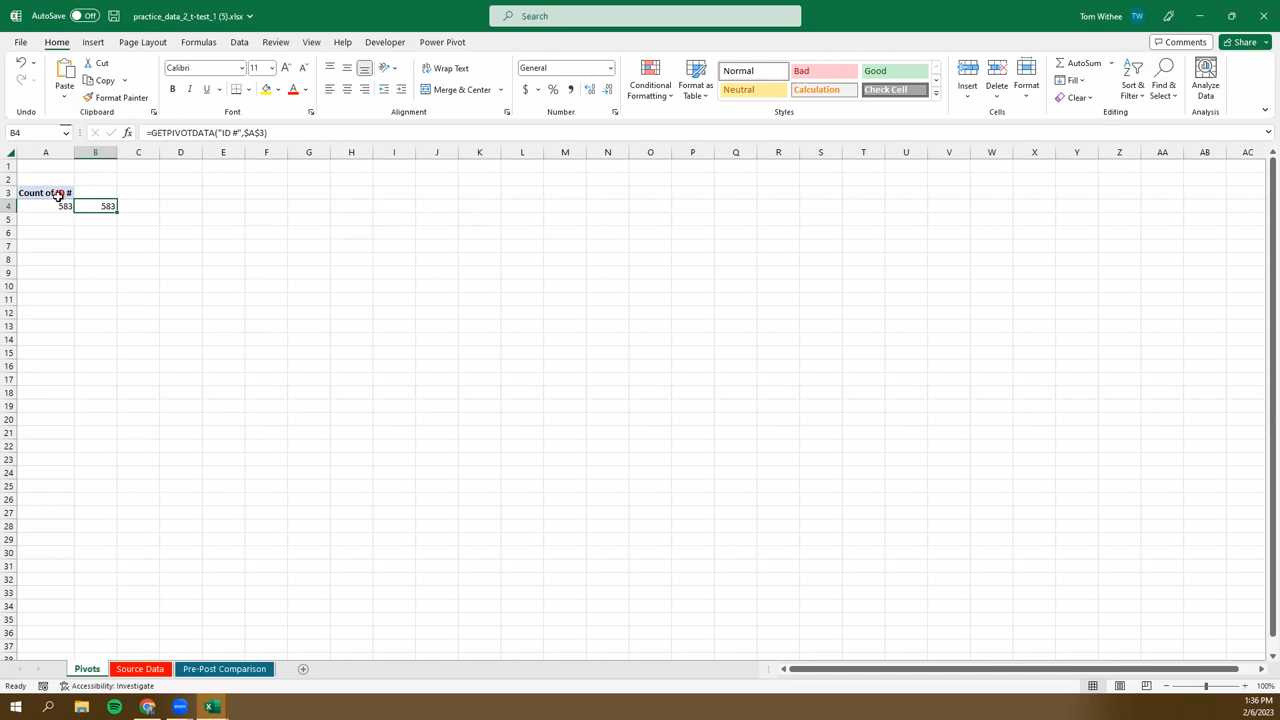 AutoSave Off practice_data_2_t-test_1 (5).xlsx Search Tom Withee TW
File Home Insert Page Layout Formulas Data Review View Help Developer Power Pivot Comments Share
Cut Calibri 11 Wrap Text General Normal Bad Good AutoSum
Copy Fill
Paste Conditional Formatting Format as Table Insert Delete Format Sort & Filter Find & Select Analyze Data
Format Painter B I U Merge & Center $ % Neutral Calculation Check Cell Clear
Undo Clipboard Font Alignment Number Styles Cells Editing Analysis
B4 =GETPIVOTDATA("ID #",$A$3)
A B C D E F G H I J K L M N O P Q R S T U V W X Y Z AA AB AC
1
2
3 Count of ID #
4 583 583
5
6
7
8
9
10
11
12
13
14
15
16
17
18
19
20
21
22
23
24
25
26
27
28
29
30
31
32
33
34
35
36
37
38
Pivots Source Data Pre-Post Comparison
Ready Accessibility: Investigate 100%
1:36 PM
2/6/2023